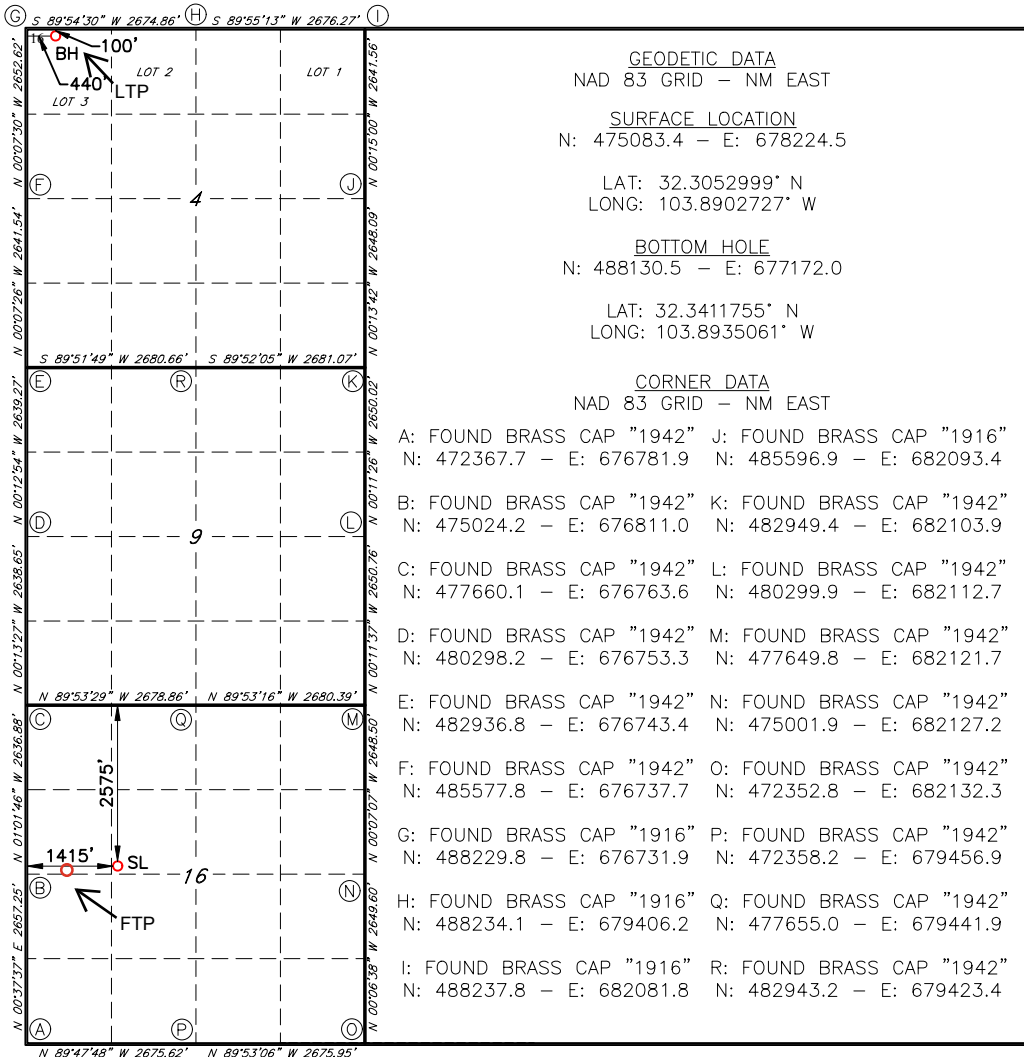 G S 89°54'30" W 2674.86' H S 89°55'13" W 2676.27' I
N 00°07'30" W 2652.62'
BH
100'
440'
LTP
LOT 3
LOT 2
LOT 1
N 00°15'00" W 2641.56'
F
4
J
N 00°07'26" W 2641.54'
N 00°13'42" W 2648.09'
S 89°51'49" W 2680.66' S 89°52'05" W 2681.07'
E R K
N 00°12'54" W 2639.27'
N 00°11'26" W 2650.02'
D
9
L
N 00°13'27" W 2638.65'
N 00°11'37" W 2650.76'
N 89°53'29" W 2678.86' N 89°53'16" W 2680.39'
C Q M
N 01°01'46" W 2636.88'
N 00°07'07" W 2648.50'
2575'
1415'
SL
B
16
N
FTP
N 00°37'37" E 2657.25'
N 00°06'38" W 2649.60'
A P O
N 89°47'48" W 2675.62' N 89°53'06" W 2675.95'
GEODETIC DATA
NAD 83 GRID – NM EAST
SURFACE LOCATION
N: 475083.4 – E: 678224.5
LAT: 32.3052999° N
LONG: 103.8902727° W
BOTTOM HOLE
N: 488130.5 – E: 677172.0
LAT: 32.3411755° N
LONG: 103.8935061° W
CORNER DATA
NAD 83 GRID – NM EAST
A: FOUND BRASS CAP "1942"
N: 472367.7 – E: 676781.9
B: FOUND BRASS CAP "1942"
N: 475024.2 – E: 676811.0
C: FOUND BRASS CAP "1942"
N: 477660.1 – E: 676763.6
D: FOUND BRASS CAP "1942"
N: 480298.2 – E: 676753.3
E: FOUND BRASS CAP "1942"
N: 482936.8 – E: 676743.4
F: FOUND BRASS CAP "1942"
N: 485577.8 – E: 676737.7
G: FOUND BRASS CAP "1916"
N: 488229.8 – E: 676731.9
H: FOUND BRASS CAP "1916"
N: 488234.1 – E: 679406.2
I: FOUND BRASS CAP "1916"
N: 488237.8 – E: 682081.8
J: FOUND BRASS CAP "1916"
N: 485596.9 – E: 682093.4
K: FOUND BRASS CAP "1942"
N: 482949.4 – E: 682103.9
L: FOUND BRASS CAP "1942"
N: 480299.9 – E: 682112.7
M: FOUND BRASS CAP "1942"
N: 477649.8 – E: 682121.7
N: FOUND BRASS CAP "1942"
N: 475001.9 – E: 682127.2
O: FOUND BRASS CAP "1942"
N: 472352.8 – E: 682132.3
P: FOUND BRASS CAP "1942"
N: 472358.2 – E: 679456.9
Q: FOUND BRASS CAP "1942"
N: 477655.0 – E: 679441.9
R: FOUND BRASS CAP "1942"
N: 482943.2 – E: 679423.4